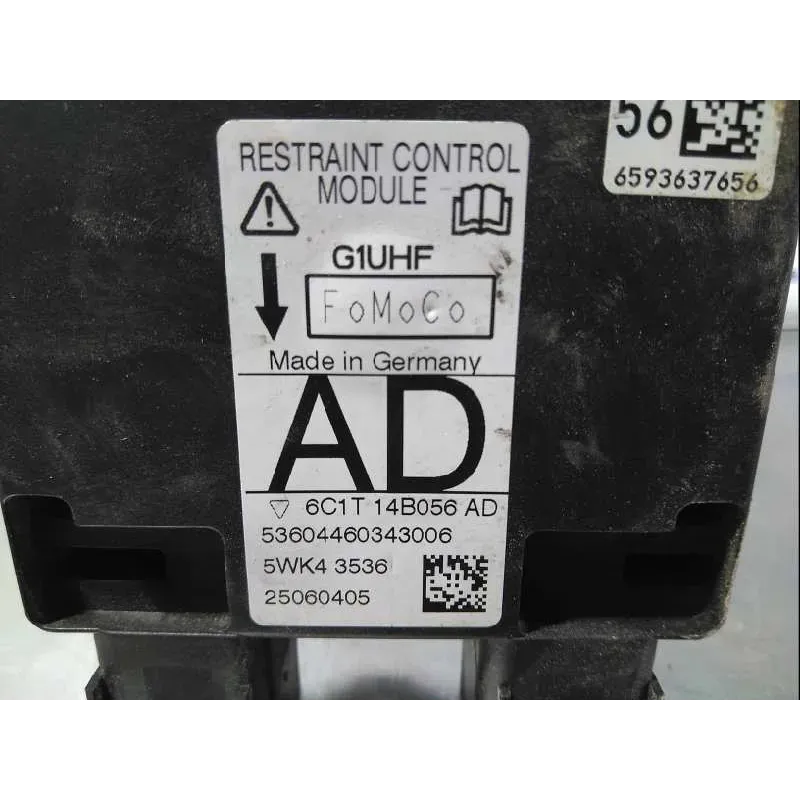 56
6593637656
RESTRAINT CONTROL
MODULE
G1UHF
FoMoCo
Made in Germany
AD
6C1T 14B056 AD
53604460343006
5WK4 3536
25060405